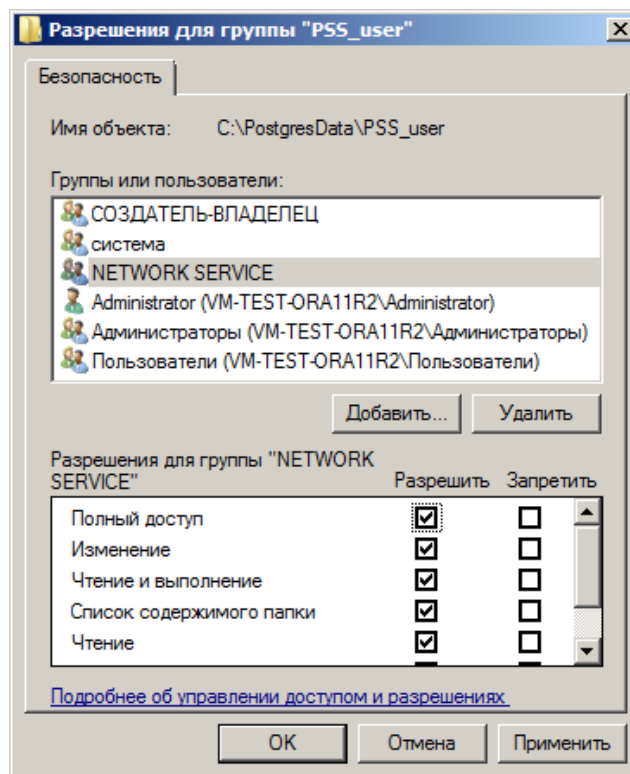 Разрешения для группы "PSS_user"
Безопасность
Имя объекта: C:\PostgresData\PSS_user
Группы или пользователи:
СОЗДАТЕЛЬ-ВЛАДЕЛЕЦ
система
NETWORK SERVICE
Administrator (VM-TEST-ORA11R2\Administrator)
Администраторы (VM-TEST-ORA11R2\Администраторы)
Пользователи (VM-TEST-ORA11R2\Пользователи)
Добавить... Удалить
Разрешения для группы "NETWORK
SERVICE" Разрешить Запретить
Полный доступ
Изменение
Чтение и выполнение
Список содержимого папки
Чтение
Подробнее об управлении доступом и разрешениях
OK Отмена Применить